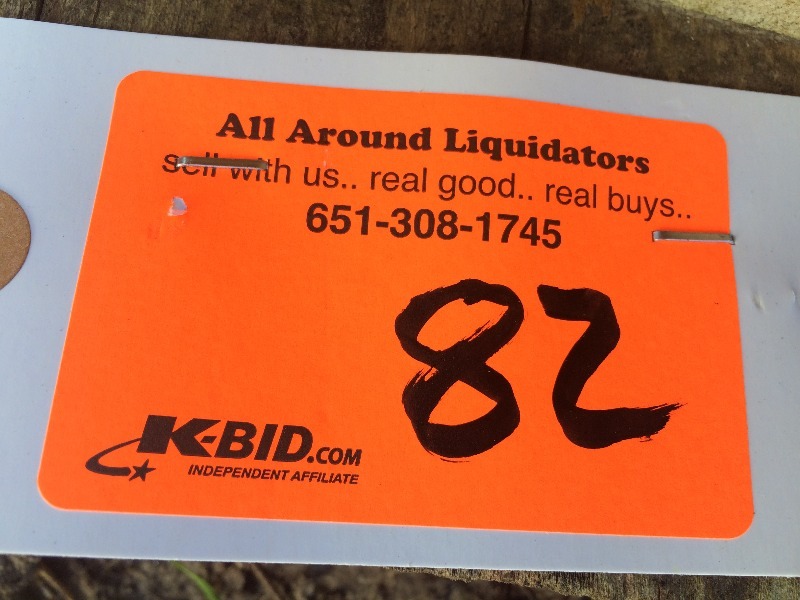 All Around Liquidators
sell with us.. real good.. real buys..
651-308-1745
82
K-BID.COM
INDEPENDENT AFFILIATE